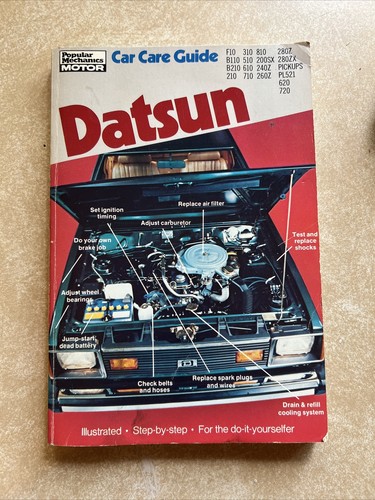 Popular
Mechanics
MOTOR
Car Care Guide
F10 310 810 280Z
B110 510 200SX 280ZX
B210 610 240Z PICKUPS
210 710 260Z PL521
620
720
Datsun
Replace air filter
Set ignition
timing
Adjust carburetor
Do your own
brake job
Test and
replace
shocks
Adjust wheel
bearings
Jump-start
dead battery
Check belts
and hoses
Replace spark plugs
and wires
Drain & refill
cooling system
Illustrated • Step-by-step • For the do-it-yourselfer